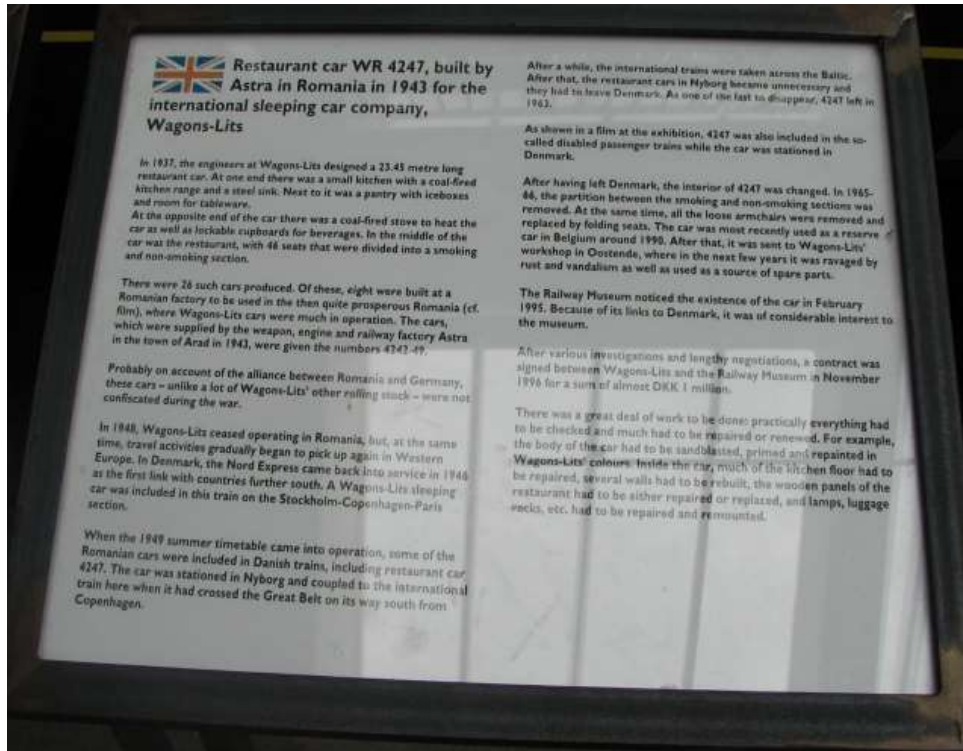 Restaurant car WR 4247, built by
Astra in Romania in 1943 for the
international sleeping car company,
Wagons-Lits
In 1937, the engineers at Wagons-Lits designed a 23.45 metre long
restaurant car. At one end there was a small kitchen with a coal-fired
kitchen range and a steel sink. Next to it was a pantry with iceboxes
and room for tableware.
At the opposite end of the car there was a coal-fired stove to heat the
car as well as lockable cupboards for beverages. In the middle of the
car was the restaurant, with 46 seats that were divided into a smoking
and non-smoking section.
There were 26 such cars produced. Of these, eight were built at a
Romanian factory to be used in the then quite prosperous Romania (cf.
film), where Wagons-Lits cars were much in operation. The cars,
which were supplied by the weapon, engine and railway factory Astra
in the town of Arad in 1943, were given the numbers 4242-49.
Probably on account of the alliance between Romania and Germany,
these cars – unlike a lot of Wagons-Lits' other rolling stock – were not
confiscated during the war.
In 1948, Wagons-Lits ceased operating in Romania, but, at the same
time, travel activities gradually began to pick up again in Western
Europe. In Denmark, the Nord Express came back into service in 1946
as the first link with countries further south. A Wagons-Lits sleeping
car was included in this train on the Stockholm-Copenhagen-Paris
section.
When the 1949 summer timetable came into operation, some of the
Romanian cars were included in Danish trains, including restaurant car
4247. The car was stationed in Nyborg and coupled to the international
train here when it had crossed the Great Belt on its way south from
Copenhagen.
After a while, the international trains were taken across the Baltic.
After that, the restaurant cars in Nyborg became unnecessary and
they had to leave Denmark. As one of the last to disappear, 4247 left in
1963.
As shown in a film at the exhibition, 4247 was also included in the so-
called disabled passenger trains while the car was stationed in
Denmark.
After having left Denmark, the interior of 4247 was changed. In 1965-
66, the partition between the smoking and non-smoking sections was
removed. At the same time, all the loose armchairs were removed and
replaced by folding seats. The car was most recently used as a reserve
car in Belgium around 1990. After that, it was sent to Wagons-Lits'
workshop in Oostende, where in the next few years it was ravaged by
rust and vandalism as well as used as a source of spare parts.
The Railway Museum noticed the existence of the car in February
1995. Because of its links to Denmark, it was of considerable interest to
the museum.
After various investigations and lengthy negotiations, a contract was
signed between Wagons-Lits and the Railway Museum in November
1996 for a sum of almost DKK 1 million.
There was a great deal of work to be done: practically everything had
to be checked and much had to be repaired or renewed. For example,
the body of the car had to be sandblasted, primed and repainted in
Wagons-Lits' colours. Inside the car, much of the kitchen floor had to
be repaired, several walls had to be rebuilt, the wooden panels of the
restaurant had to be either repaired or replaced, and lamps, luggage
racks, etc. had to be repaired and remounted.